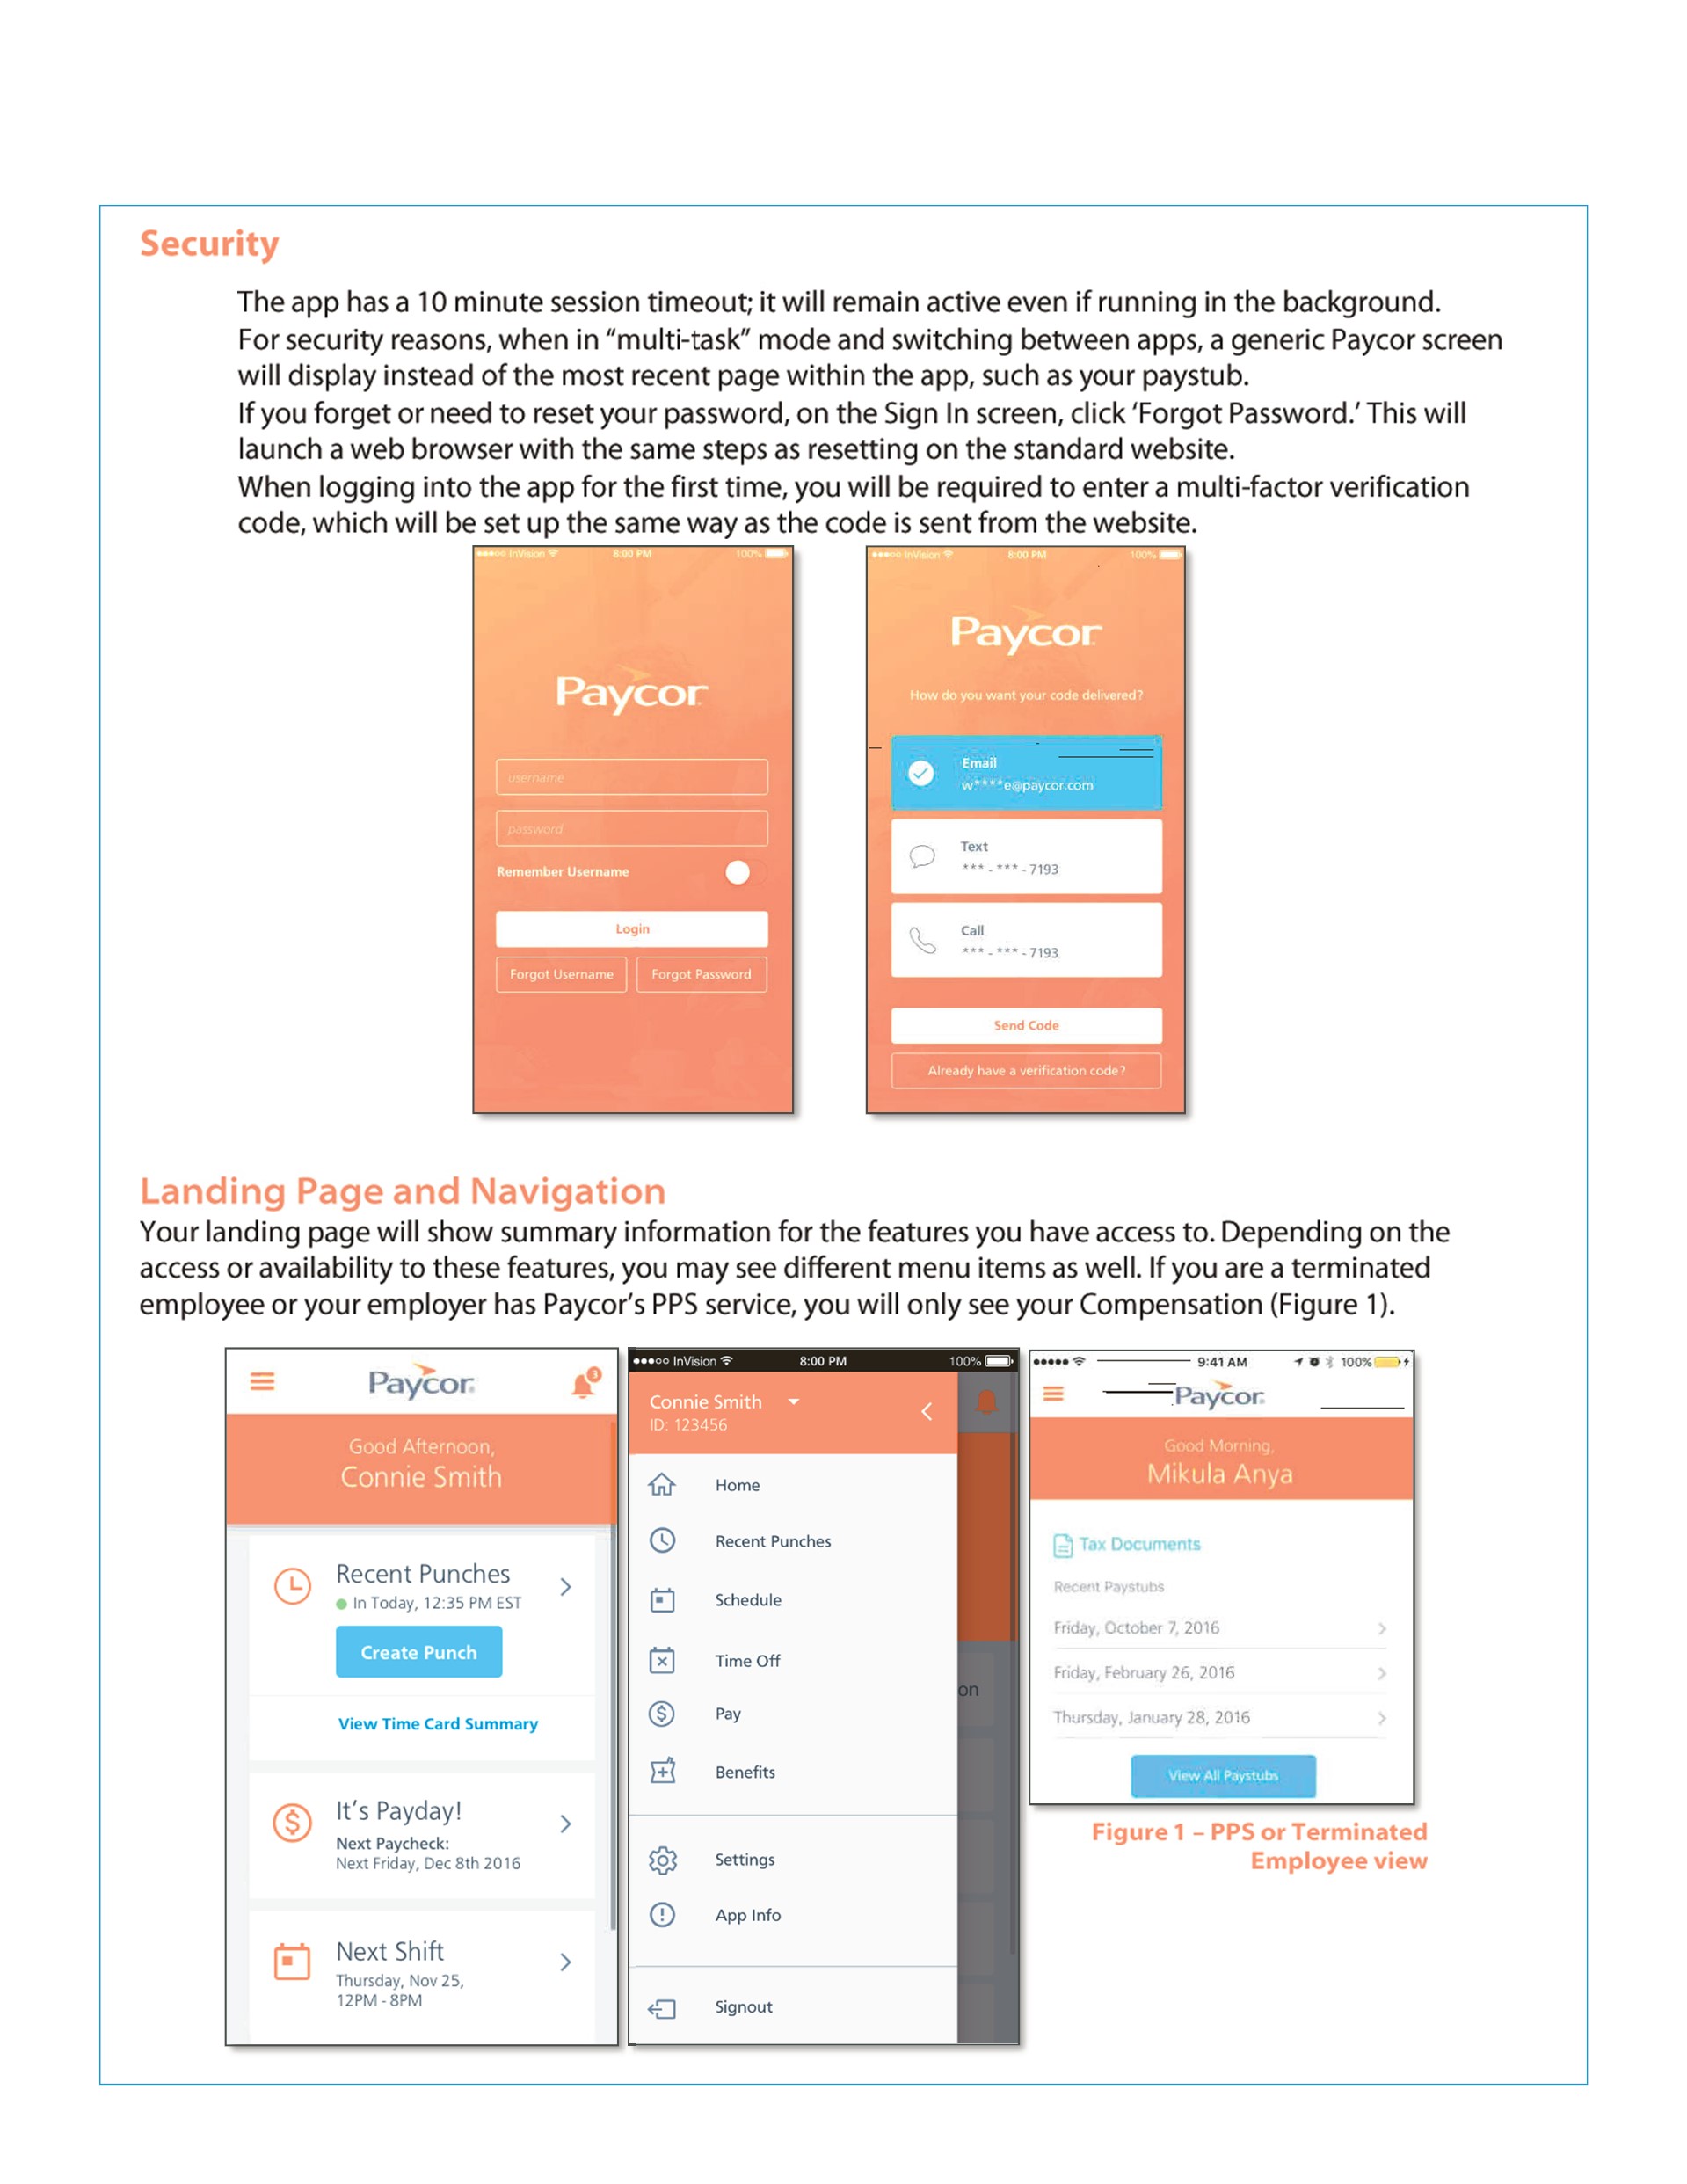 Security
The app has a 10 minute session timeout; it will remain active even if running in the background.
For security reasons, when in “multi-task” mode and switching between apps, a generic Paycor screen
will display instead of the most recent page within the app, such as your paystub.
If you forget or need to reset your password, on the Sign In screen, click ‘Forgot Password.’ This will
launch a web browser with the same steps as resetting on the standard website.
When logging into the app for the first time, you will be required to enter a multi-factor verification
code, which will be set up the same way as the code is sent from the website.
InVision 8:00 PM 100%
Paycor
username
password
Remember Username
Login
Forgot Username Forgot Password
InVision 8:00 PM 100%
Paycor
How do you want your code delivered?
Email
w****e@paycor.com
Text
*** - *** - 7193
Call
*** - *** - 7193
Send Code
Already have a verification code?
Landing Page and Navigation
Your landing page will show summary information for the features you have access to. Depending on the
access or availability to these features, you may see different menu items as well. If you are a terminated
employee or your employer has Paycor’s PPS service, you will only see your Compensation (Figure 1).
Paycor
3
Good Afternoon,
Connie Smith
Recent Punches
In Today, 12:35 PM EST
Create Punch
View Time Card Summary
It’s Payday!
Next Paycheck:
Next Friday, Dec 8th 2016
Next Shift
Thursday, Nov 25,
12PM - 8PM
InVision 8:00 PM 100%
Connie Smith
ID: 123456
Home
Recent Punches
Schedule
Time Off
Pay
Benefits
Settings
App Info
Signout
on
9:41 AM 100%
Paycor
Good Morning,
Mikula Anya
Tax Documents
Recent Paystubs
Friday, October 7, 2016
Friday, February 26, 2016
Thursday, January 28, 2016
View All Paystubs
Figure 1 – PPS or Terminated
Employee view